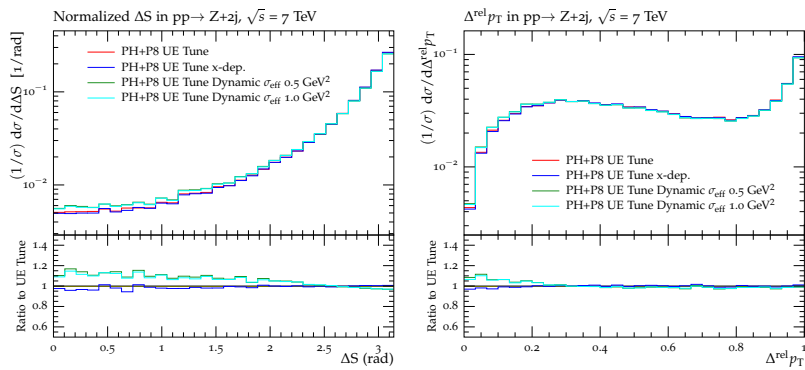 Normalized ΔS in pp→ Z+2j, √s = 7 TeV
(1/σ) dσ/dΔS [1/rad]
PH+P8 UE Tune
PH+P8 UE Tune x-dep.
PH+P8 UE Tune Dynamic σeff 0.5 GeV²
PH+P8 UE Tune Dynamic σeff 1.0 GeV²
10⁻¹
10⁻²
Ratio to UE Tune
1.4
1.2
1
0.8
0.6
0 0.5 1 1.5 2 2.5 3
ΔS (rad)
Δʳᵉˡ pT in pp→ Z+2j, √s = 7 TeV
(1/σ) dσ/dΔʳᵉˡ pT
10⁻¹
10⁻²
PH+P8 UE Tune
PH+P8 UE Tune x-dep.
PH+P8 UE Tune Dynamic σeff 0.5 GeV²
PH+P8 UE Tune Dynamic σeff 1.0 GeV²
Ratio to UE Tune
1.4
1.2
1
0.8
0.6
0 0.2 0.4 0.6 0.8 1
Δʳᵉˡ pT